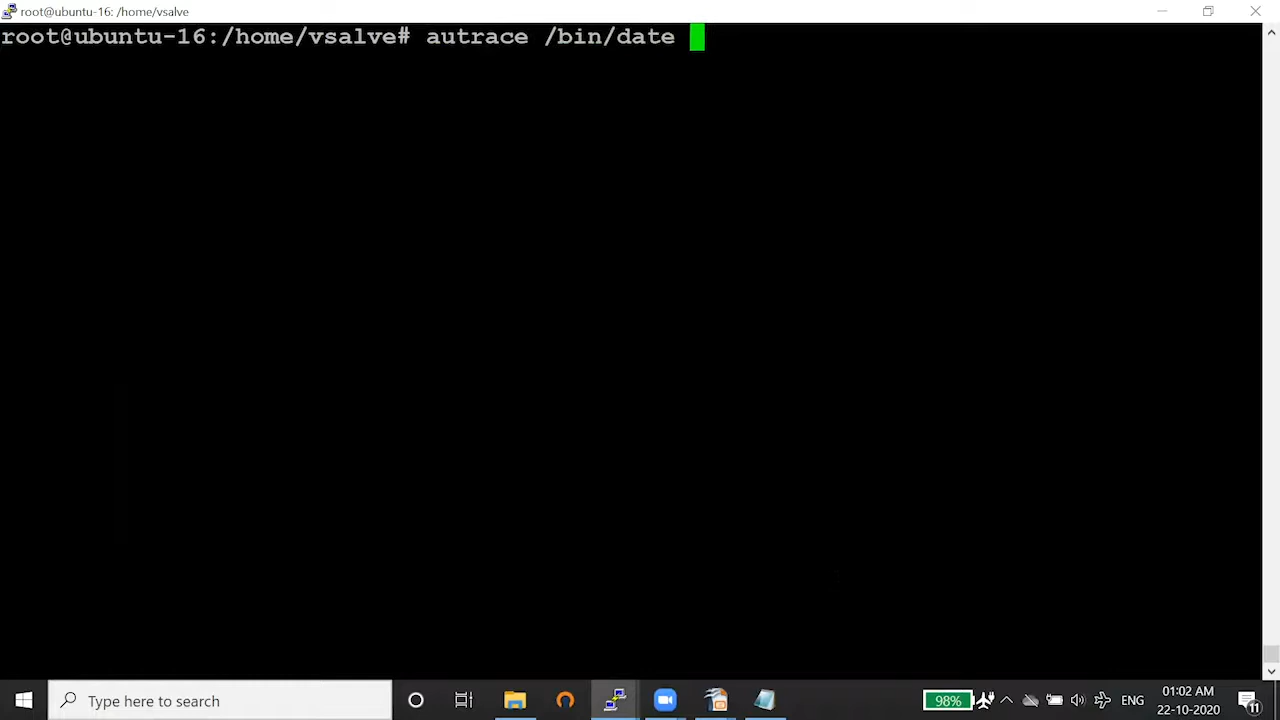 root@ubuntu-16: /home/vsalve
root@ubuntu-16:/home/vsalve# autrace /bin/date
Type here to search
98%
ENG
01:02 AM
22-10-2020
11